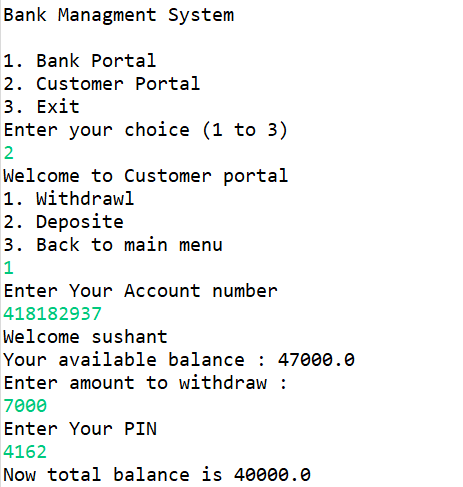 Bank Managment System
1. Bank Portal
2. Customer Portal
3. Exit
Enter your choice (1 to 3)
2
Welcome to Customer portal
1. Withdrawl
2. Deposite
3. Back to main menu
1
Enter Your Account number
418182937
Welcome sushant
Your available balance : 47000.0
Enter amount to withdraw :
7000
Enter Your PIN
4162
Now total balance is 40000.0